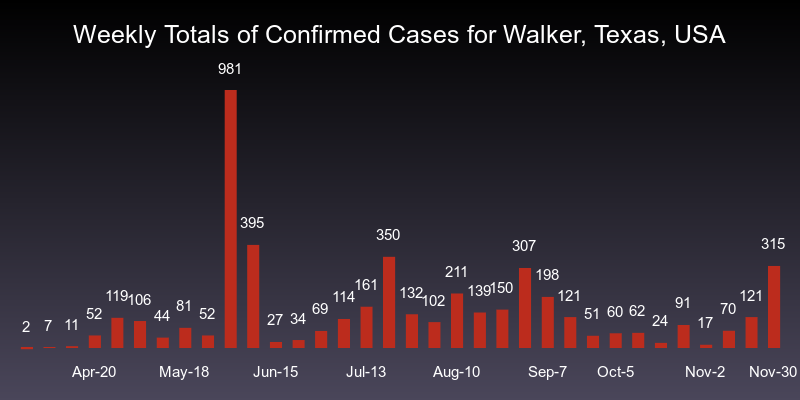 Weekly Totals of Confirmed Cases for Walker, Texas, USA
2 7 11 52 119 106 44 81 52 981 395 27 34 69 114 161 350 132 102 211 139 150 307 198 121 51 60 62 24 91 17 70 121 315
Apr-20 May-18 Jun-15 Jul-13 Aug-10 Sep-7 Oct-5 Nov-2 Nov-30